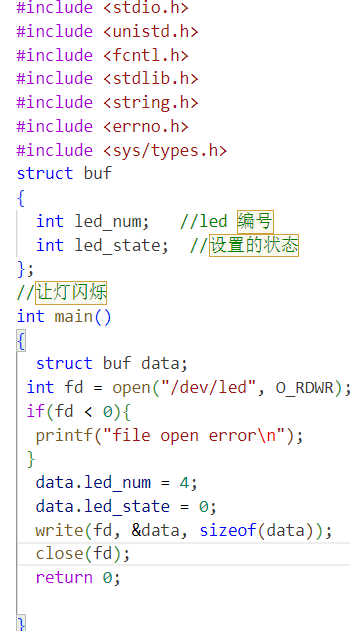 #include <stdio.h>
#include <unistd.h>
#include <fcntl.h>
#include <stdlib.h>
#include <string.h>
#include <errno.h>
#include <sys/types.h>
struct buf
{
  int led_num;   //led 编号
  int led_state;  //设置的状态
};
//让灯闪烁
int main()
{
  struct buf data;
 int fd = open("/dev/led", O_RDWR);
 if(fd < 0){
  printf("file open error\n");
 }
  data.led_num = 4;
  data.led_state = 0;
  write(fd, &data, sizeof(data));
  close(fd);
  return 0;
}